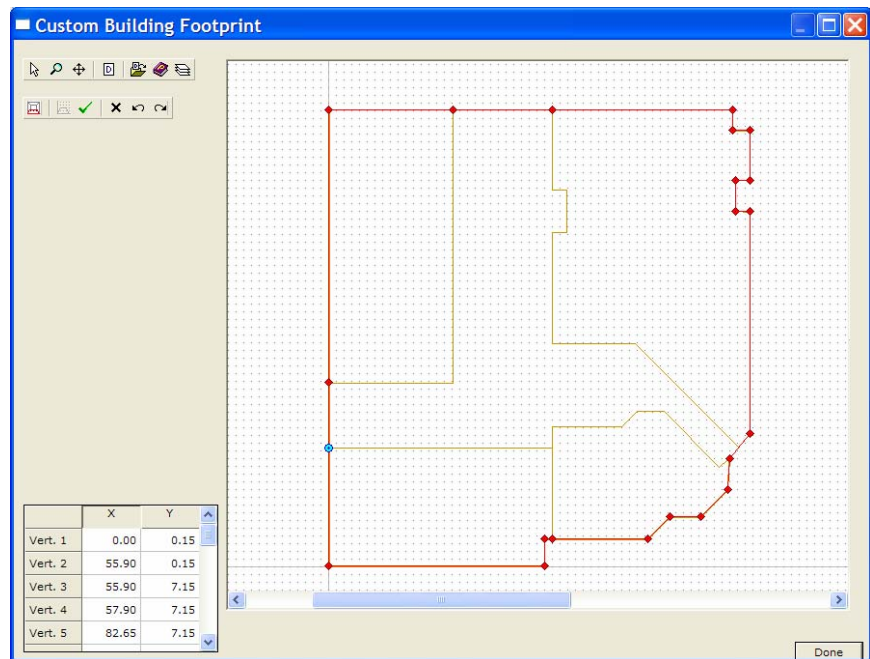 Custom Building Footprint
D
X Y
Vert. 1 0.00 0.15
Vert. 2 55.90 0.15
Vert. 3 55.90 7.15
Vert. 4 57.90 7.15
Vert. 5 82.65 7.15
Done